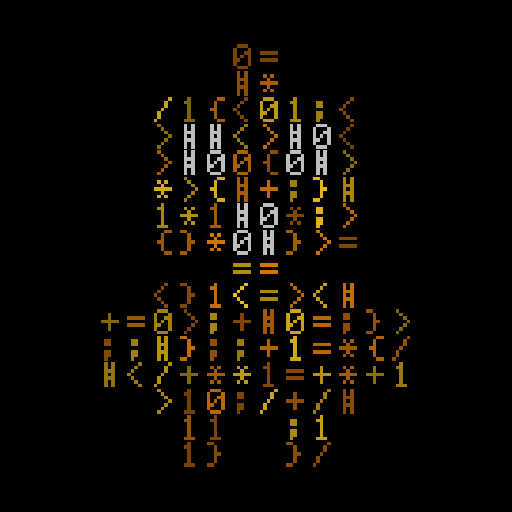 0=
H*
/1{<010;<
>HH<>H0<
>H00{0H>
*>{H+;}H
1*1H0*;>
{}*0H}>=
==
<}1<=><H
+=0>;+H0=;}>
;;H};;+1=*{/
H</+**1=+*+1
>10;/+/H
11 ;1
1} }/